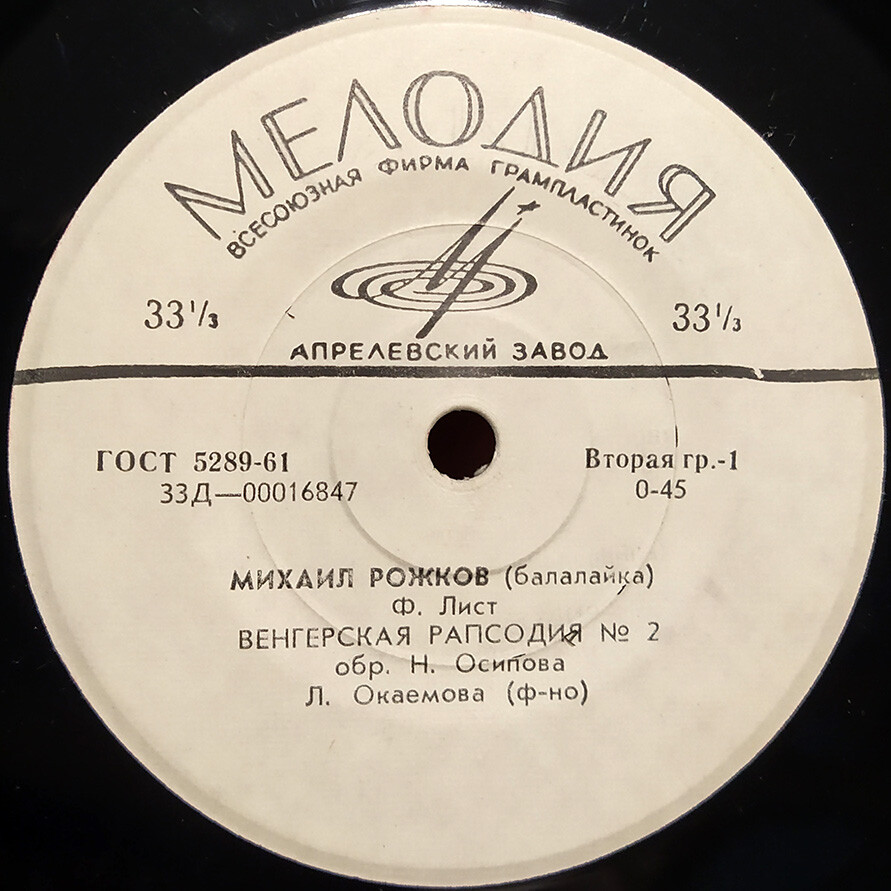 МЕЛОДИЯ
ВСЕСОЮЗНАЯ ФИРМА ГРАМПЛАСТИНОК
33⅓ 33⅓
АПРЕЛЕВСКИЙ ЗАВОД
ГОСТ 5289-61 Вторая гр.-1
33Д—00016847 0-45
МИХАИЛ РОЖКОВ (балалайка)
Ф. Лист
ВЕНГЕРСКАЯ РАПСОДИЯ № 2
обр. Н. Осипова
Л. Окаемова (ф-но)